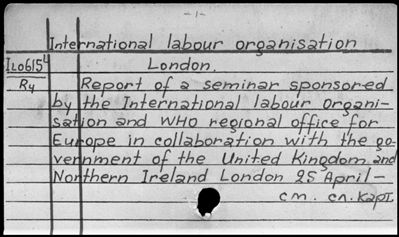 -1-
International labour organisation
ILO615⁴ London.
R4 Report of a seminar sponsored
by the International labour organi-
sation and WHO regional office for
Europe in collaboration with the go-
vernment of the United Kingdom and
Northern Ireland London 25 April-
cm. сл. карт.